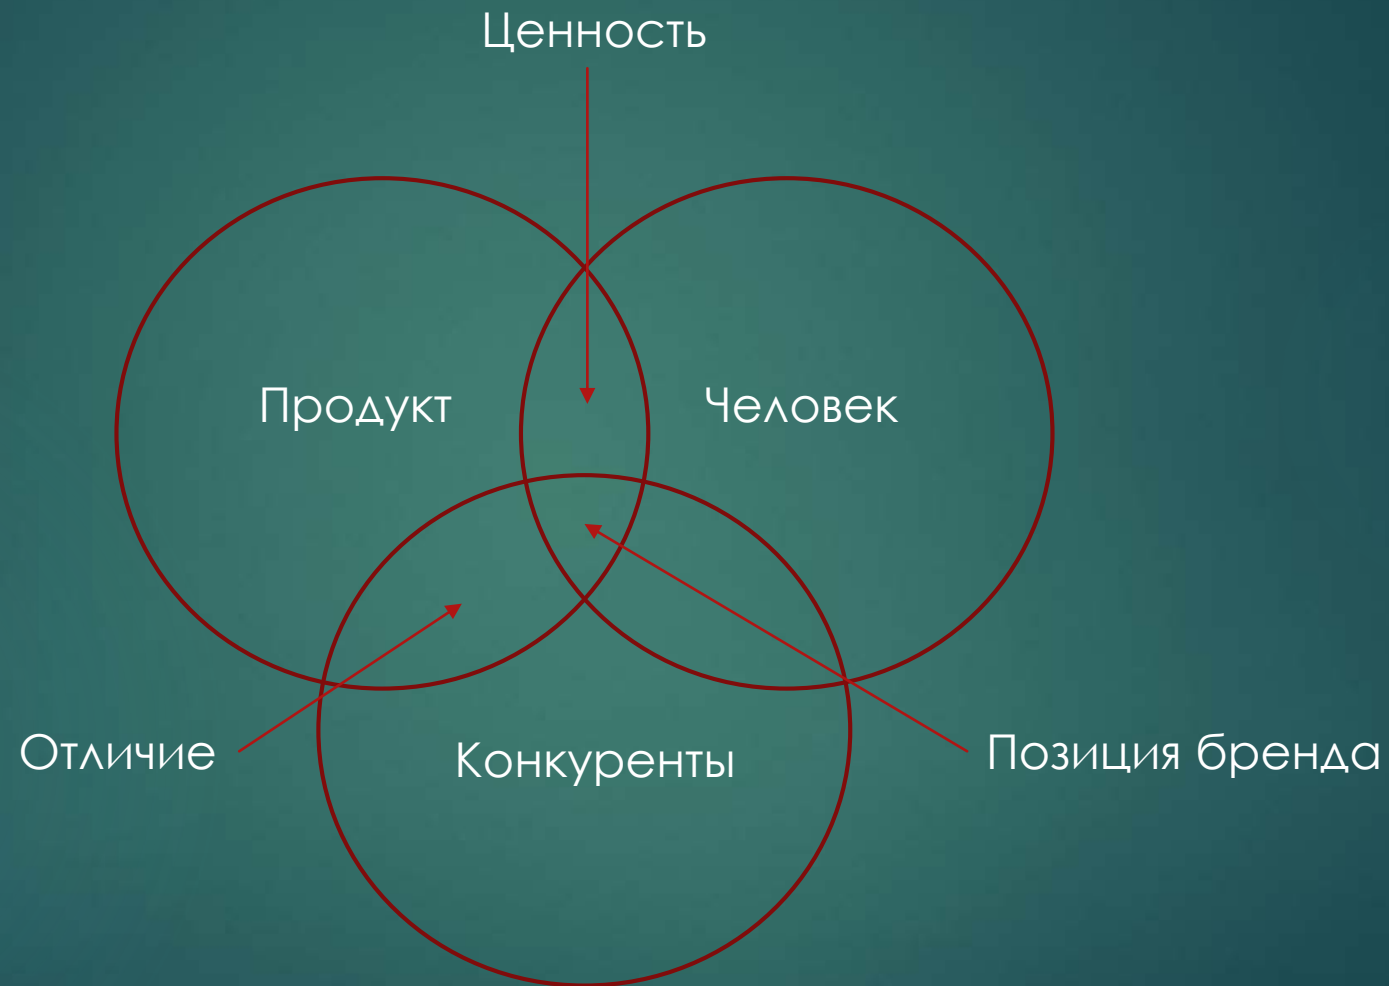 Ценность
Продукт
Человек
Отличие
Конкуренты
Позиция бренда